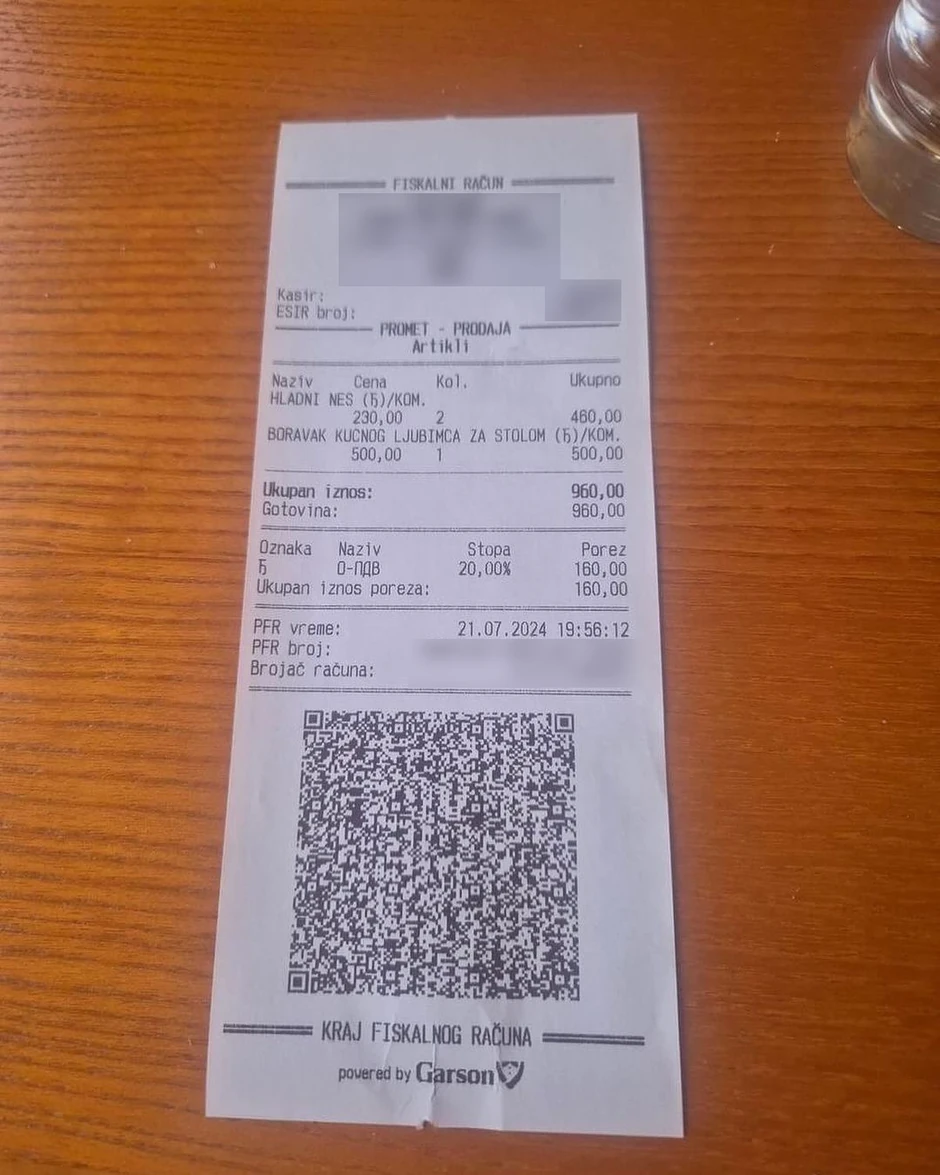 FISKALNI RAČUN
Kasir:
ESIR broj:
PROMET - PRODAJA
Artikli
Naziv Cena Kol. Ukupno
HLADNI NES (Ђ)/KOM.
230,00 2 460,00
BORAVAK KUCNOG LJUBIMCA ZA STOLOM (Ђ)/KOM.
500,00 1 500,00
Ukupan iznos: 960,00
Gotovina: 960,00
Oznaka Naziv Stopa Porez
Ђ О-ПДВ 20,00% 160,00
Ukupan iznos poreza: 160,00
PFR vreme: 21.07.2024 19:56:12
PFR broj:
Brojač računa:
KRAJ FISKALNOG RAČUNA
powered by Garson